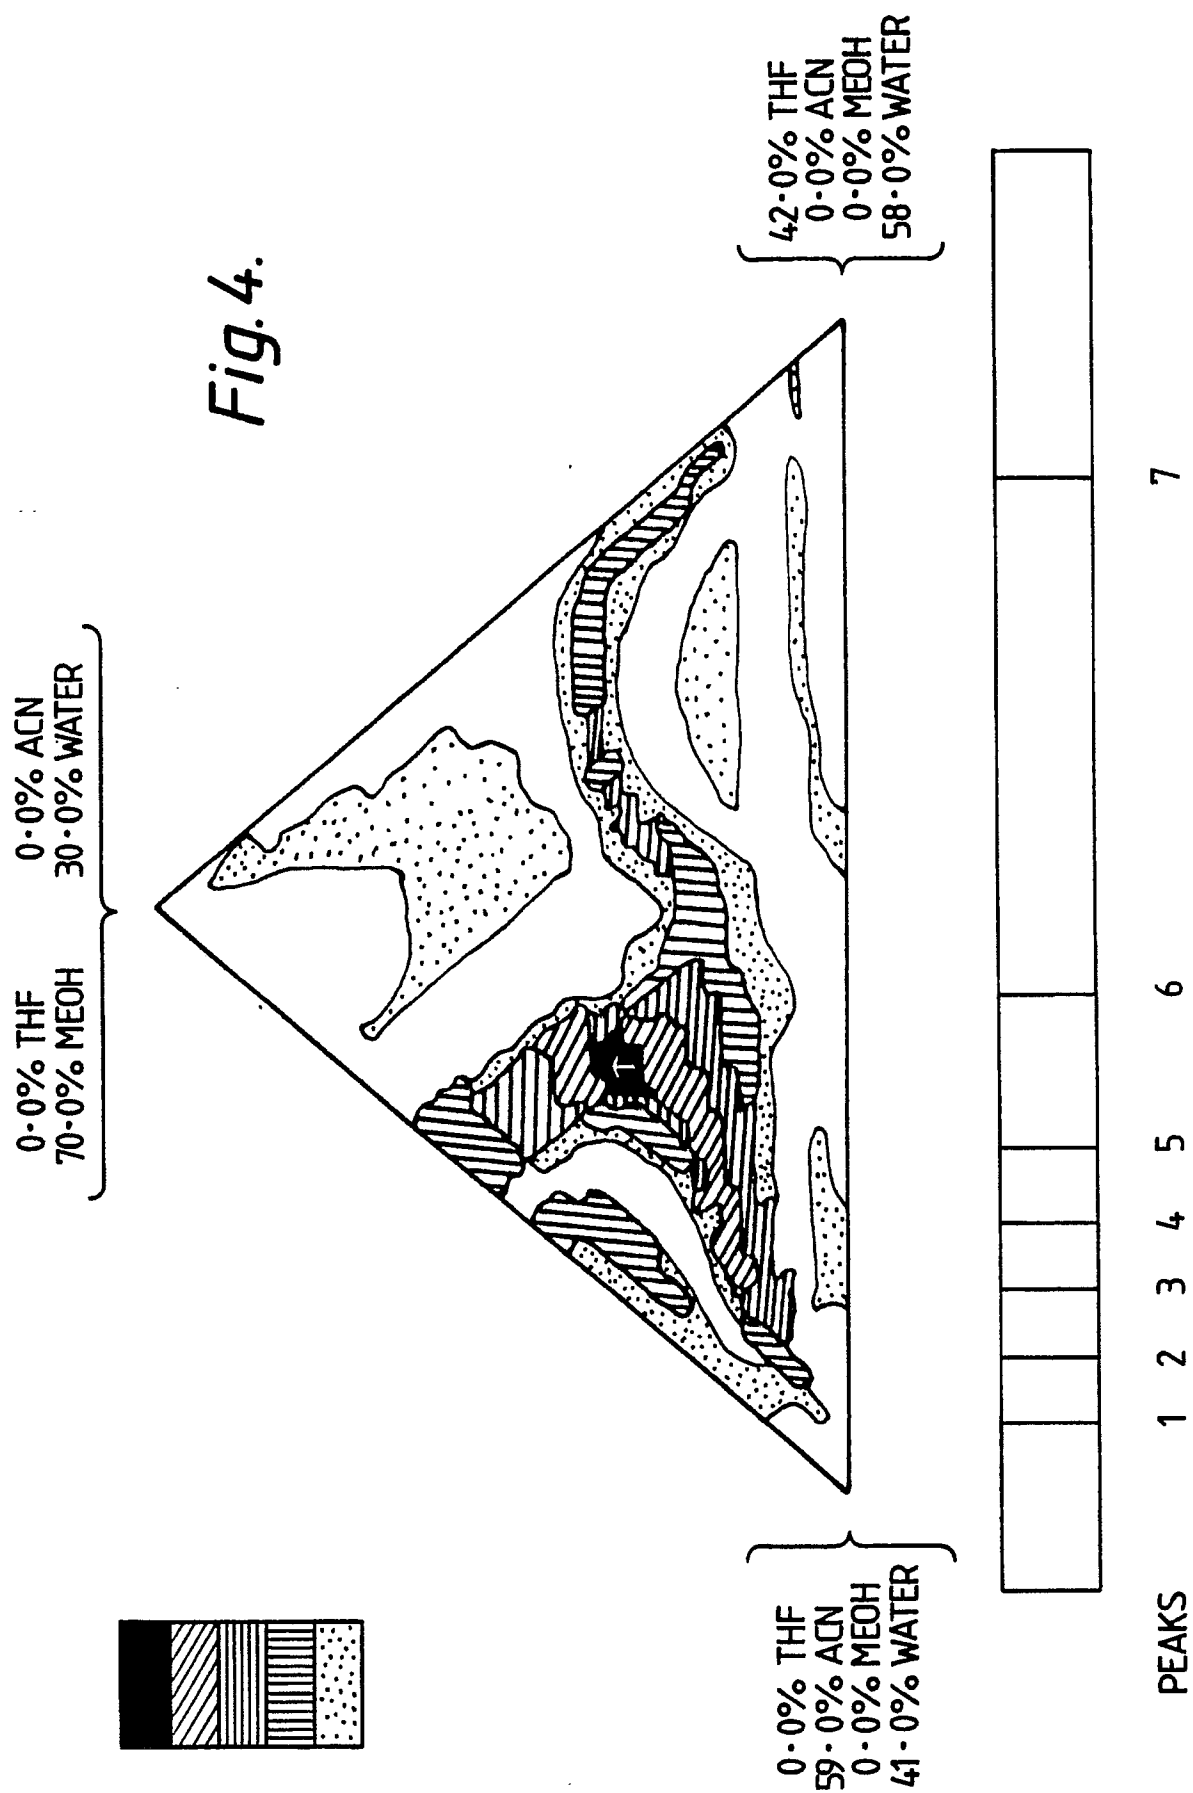 Fig. 4.
0·0% THF 0·0% ACN
70·0% MEOH 30·0% WATER
0·0% THF
59·0% ACN
0·0% MEOH
41·0% WATER
42·0% THF
0·0% ACN
0·0% MEOH
58·0% WATER
1
PEAKS 1 2 3 4 5 6 7